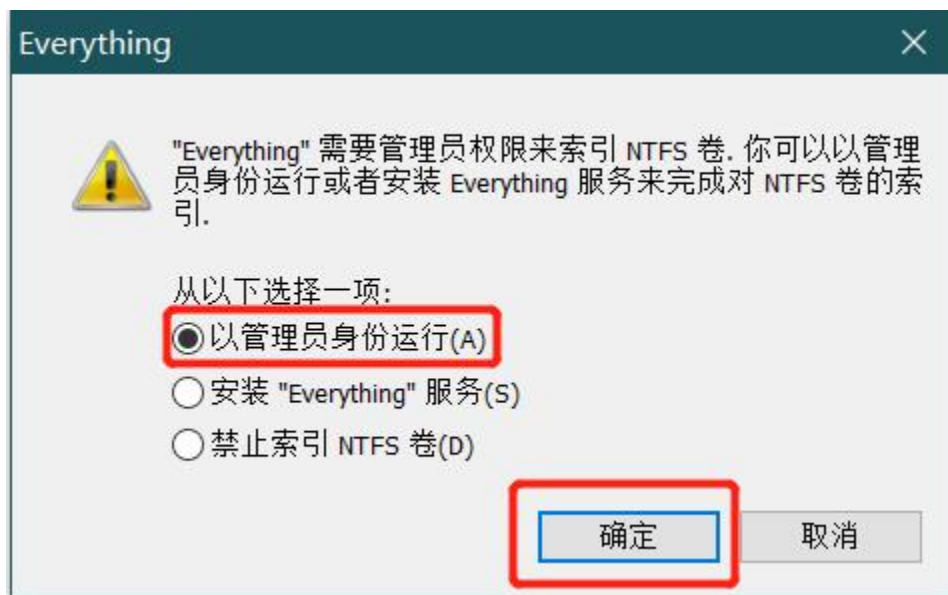 Everything
"Everything" 需要管理员权限来索引 NTFS 卷. 你可以以管理
员身份运行或者安装 Everything 服务来完成对 NTFS 卷的索
引.
从以下选择一项:
以管理员身份运行(A)
安装 "Everything" 服务(S)
禁止索引 NTFS 卷(D)
确定 取消